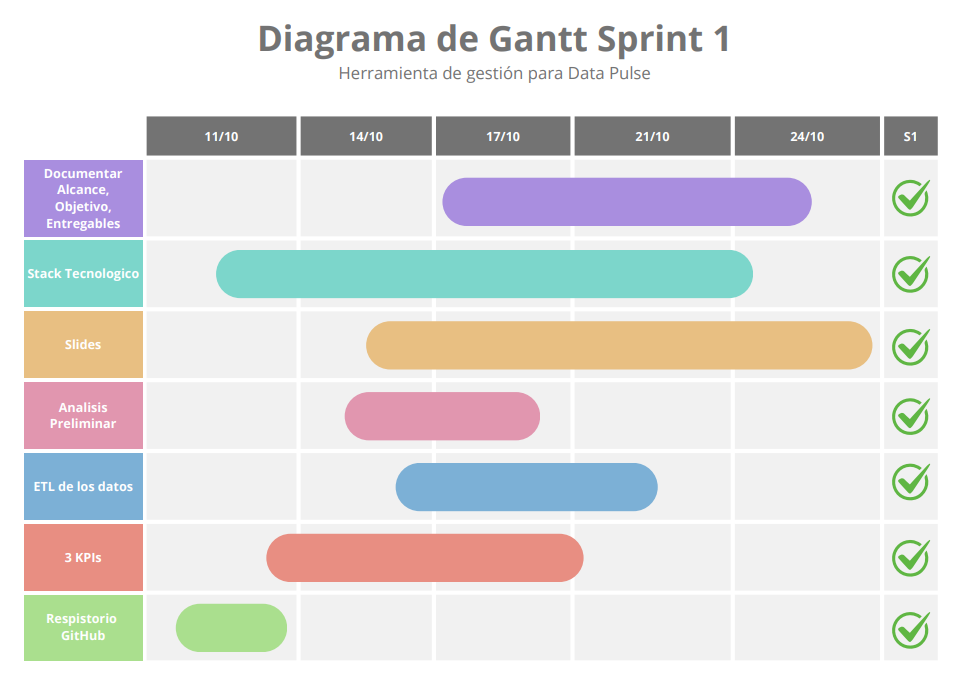 Diagrama de Gantt Sprint 1
Herramienta de gestión para Data Pulse
11/10
14/10
17/10
21/10
24/10
S1
Documentar
Alcance,
Objetivo,
Entregables
Stack Tecnologico
Slides
Analisis
Preliminar
ETL de los datos
3 KPIs
Respistorio
GitHub